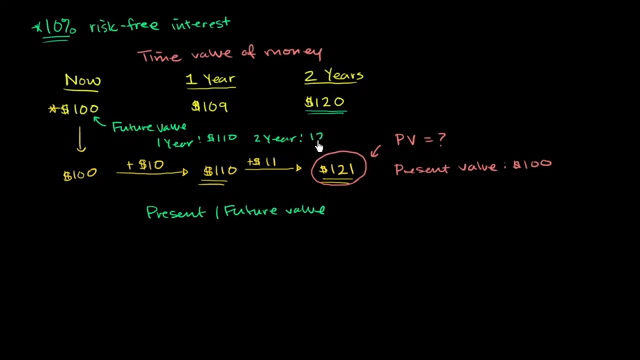 *10% risk-free interest
Time value of money
Now 1 Year 2 Years
*$100 $109 $120
Future value
1 Year: $110 2 Year: 12
PV = ?
$100 +$10 $110 +$11 $121
Present value: $100
Present / Future value